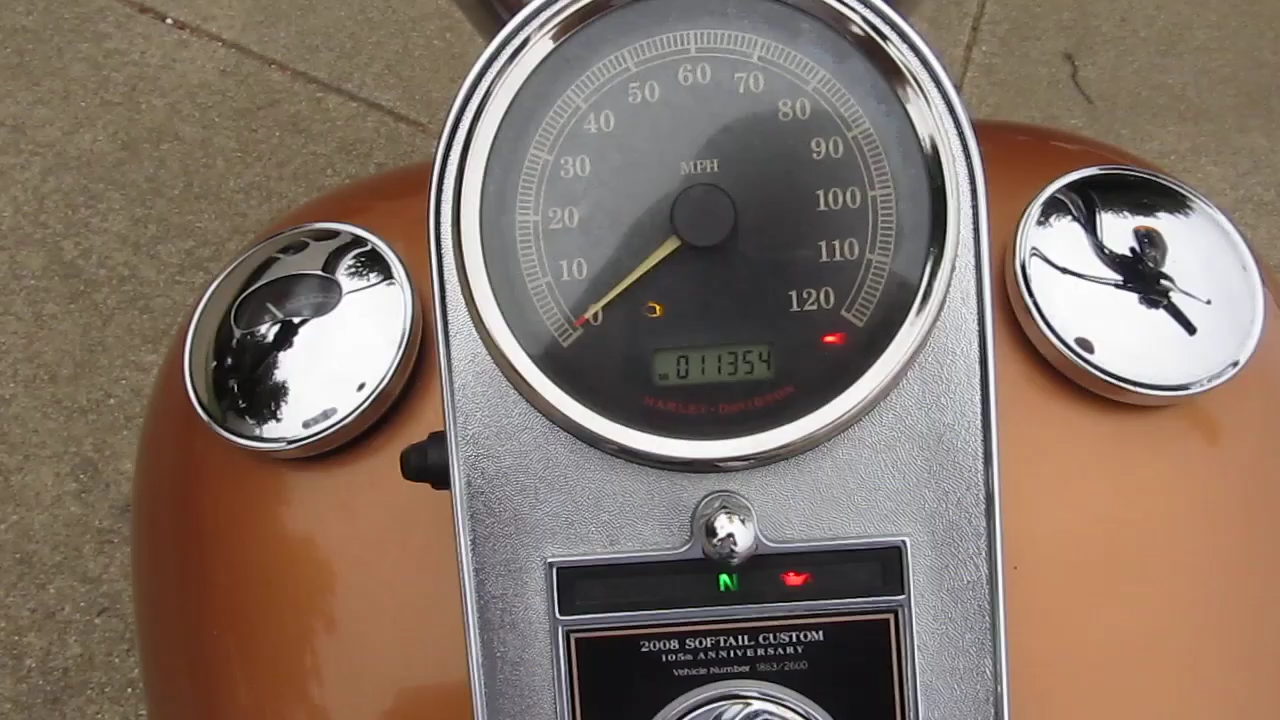 60
50
70
40
80
30
90
MPH
20
100
10
110
0
120
011354
HARLEY-DAVIDSON
N
2008 SOFTAIL CUSTOM
105th ANNIVERSARY
Vehicle Number 1863/2600